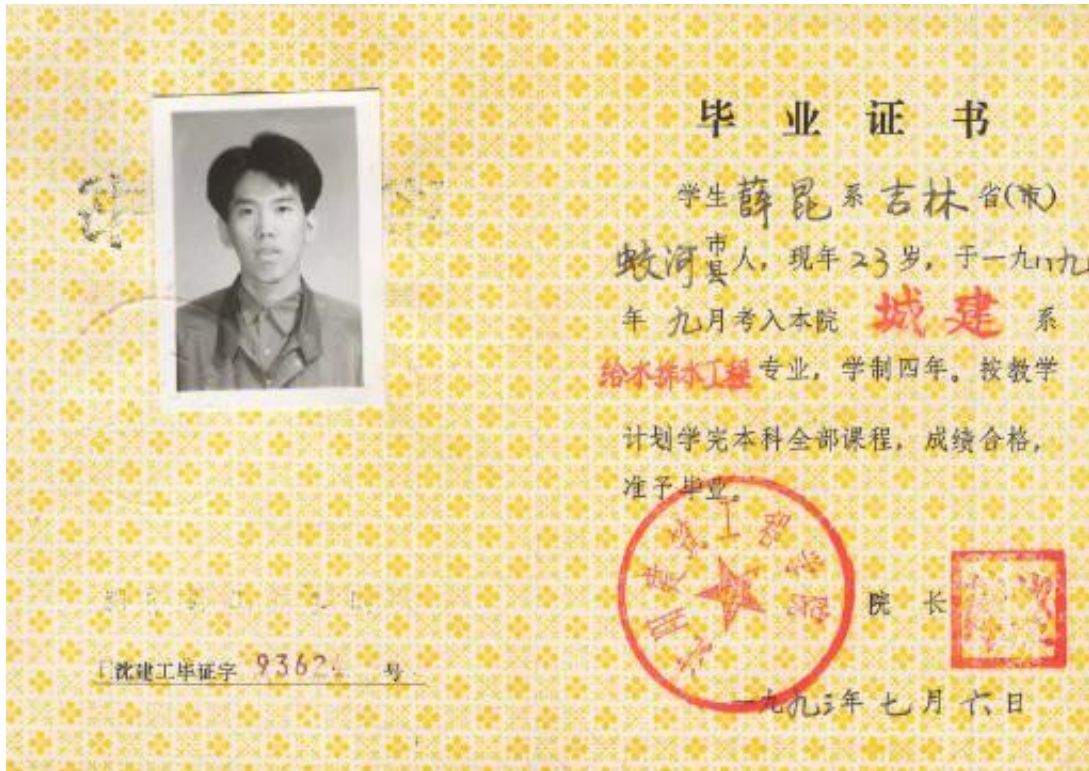 毕业证书
学生薛昆系吉林省(市)
蛟河市县人，现年23岁，于一九八九
年九月考入本院城建系
给水排水工程专业，学制四年。按教学
计划学完本科全部课程，成绩合格，
准予毕业。
院长
一九九三年七月六日
沈建工毕证字 9362 号